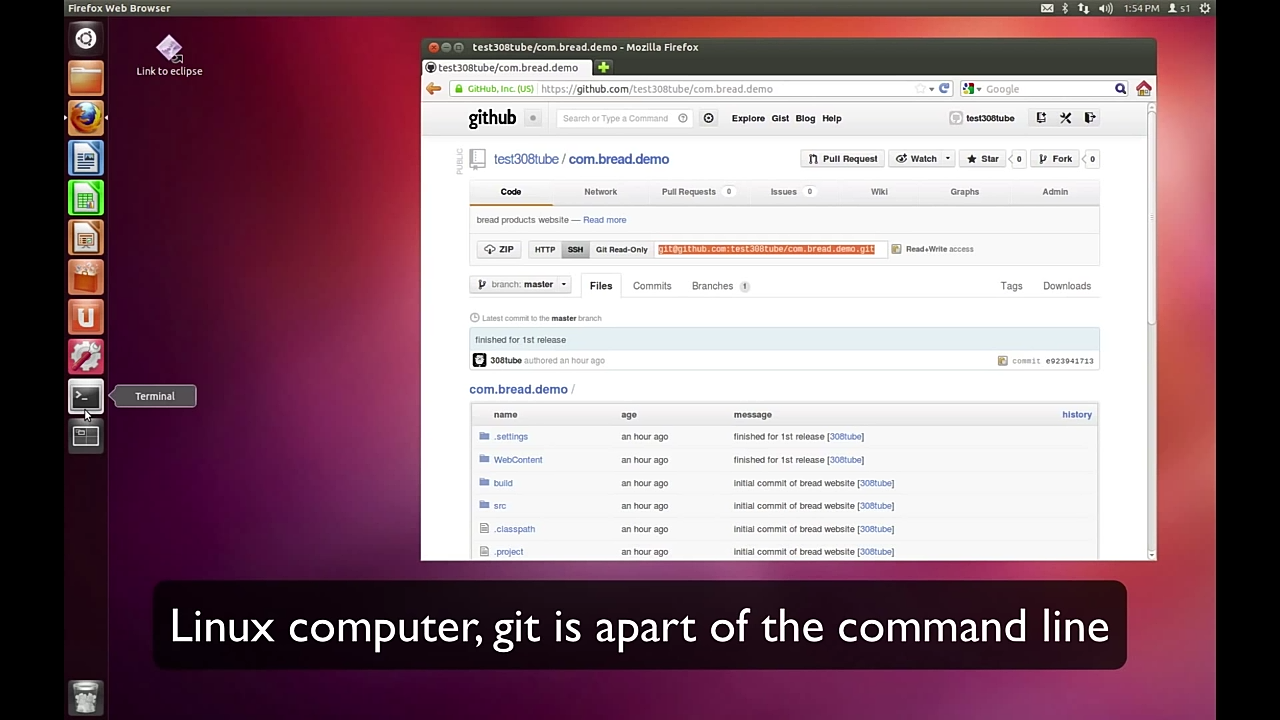 Firefox Web Browser
1:54 PM s1
Link to eclipse
test308tube/com.bread.demo - Mozilla Firefox
test308tube/com.bread.demo
GitHub, Inc. (US) https://github.com/test308tube/com.bread.demo Google
github Search or Type a Command Explore Gist Blog Help test308tube
PUBLIC
test308tube / com.bread.demo Pull Request Watch Star 0 Fork 0
Code Network Pull Requests 0 Issues 0 Wiki Graphs Admin
bread products website — Read more
ZIP HTTP SSH Git Read-Only git@github.com:test308tube/com.bread.demo.git Read+Write access
branch: master Files Commits Branches 1 Tags Downloads
Latest commit to the master branch
finished for 1st release
308tube authored an hour ago commit e923941713
com.bread.demo /
Terminal
name age message history
.settings an hour ago finished for 1st release [308tube]
WebContent an hour ago finished for 1st release [308tube]
build an hour ago initial commit of bread website [308tube]
src an hour ago initial commit of bread website [308tube]
.classpath an hour ago initial commit of bread website [308tube]
.project an hour ago initial commit of bread website [308tube]
Linux computer, git is apart of the command line